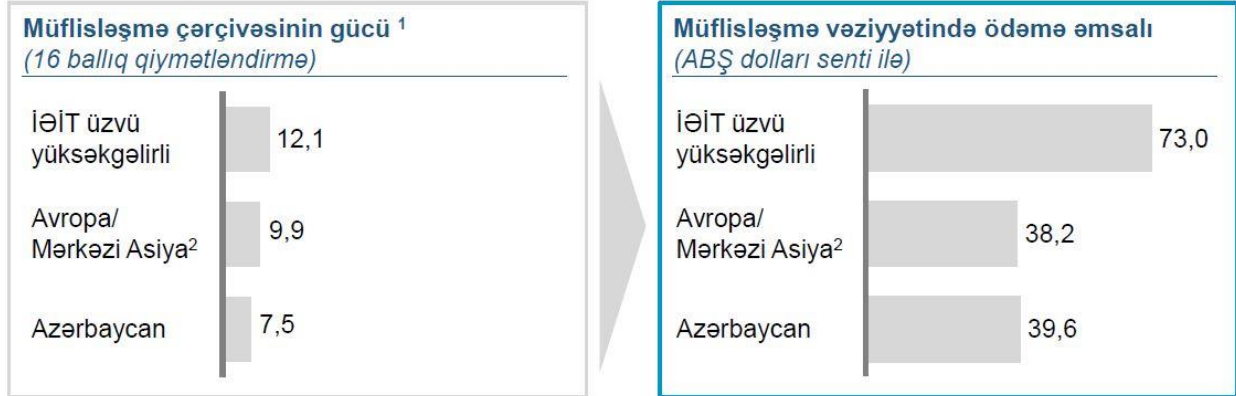 Müflisləşmə çərçivəsinin gücü ¹
(16 ballıq qiymətləndirmə)
İƏİT üzvü
yüksəkgəlirli
12,1
Avropa/
Mərkəzi Asiya²
9,9
Azərbaycan
7,5
Müflisləşmə vəziyyətində ödəmə əmsalı
(ABŞ dolları senti ilə)
İƏİT üzvü
yüksəkgəlirli
73,0
Avropa/
Mərkəzi Asiya²
38,2
Azərbaycan
39,6